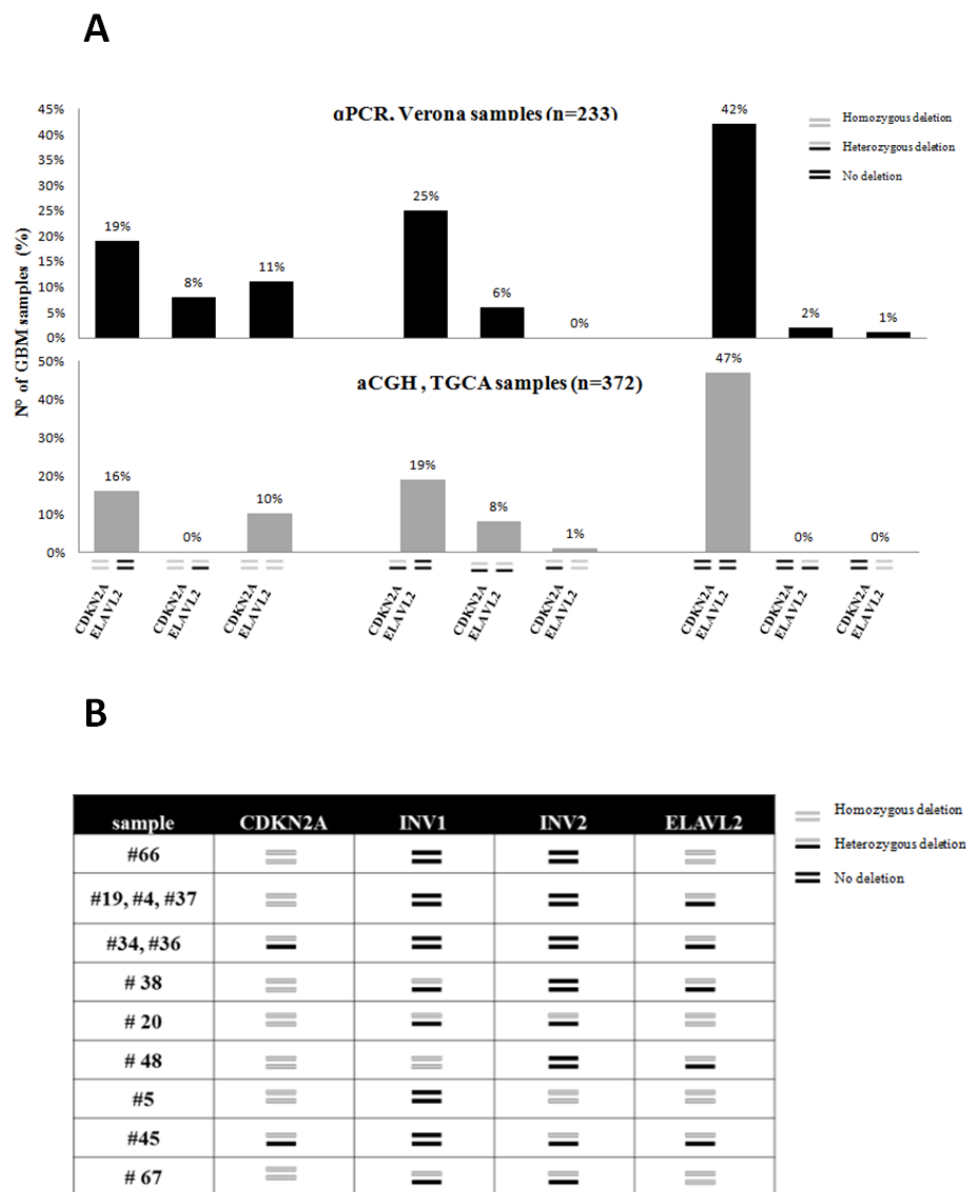 A
qPCR. Verona samples (n=233)
Homozygous deletion
Heterozygous deletion
No deletion
N° of GBM samples (%)
45%
40%
35%
30%
25%
20%
15%
10%
5%
0%
19%
8%
11%
25%
6%
0%
42%
2%
1%
aCGH , TGCA samples (n=372)
50%
40%
30%
20%
10%
0%
16%
0%
10%
19%
8%
1%
47%
0%
0%
CDKN2A
ELAVL2
CDKN2A
ELAVL2
CDKN2A
ELAVL2
CDKN2A
ELAVL2
CDKN2A
ELAVL2
CDKN2A
ELAVL2
CDKN2A
ELAVL2
CDKN2A
ELAVL2
CDKN2A
ELAVL2
B
sample CDKN2A INV1 INV2 ELAVL2
#66
#19, #4, #37
#34, #36
# 38
# 20
# 48
#5
#45
# 67
Homozygous deletion
Heterozygous deletion
No deletion